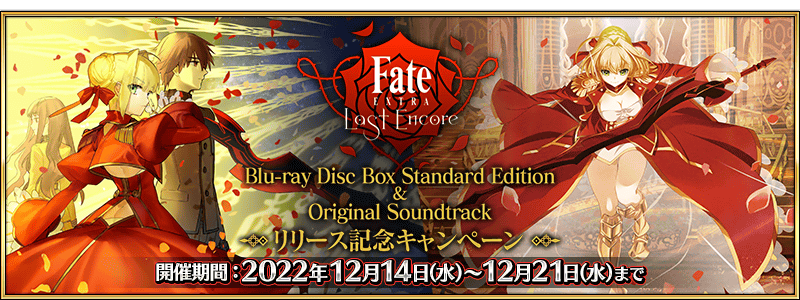 Fate
EXTRA
Last Encore
Blu-ray Disc Box Standard Edition
&
Original Soundtrack
リリース記念キャンペーン
開催期間:2022年12月14日(水)〜12月21日(水)まで